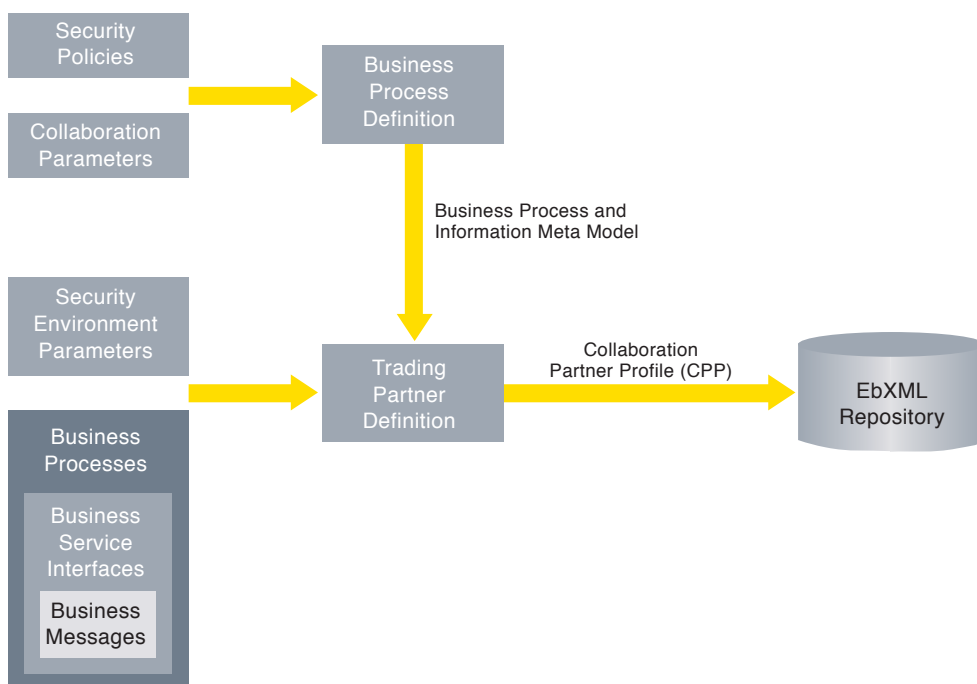 Security
Policies
Business
Process
Definition
Collaboration
Parameters
Business Process and
Information Meta Model
Security
Environment
Parameters
Trading
Partner
Definition
Collaboration
Partner Profile (CPP)
EbXML
Repository
Business
Processes
Business
Service
Interfaces
Business
Messages